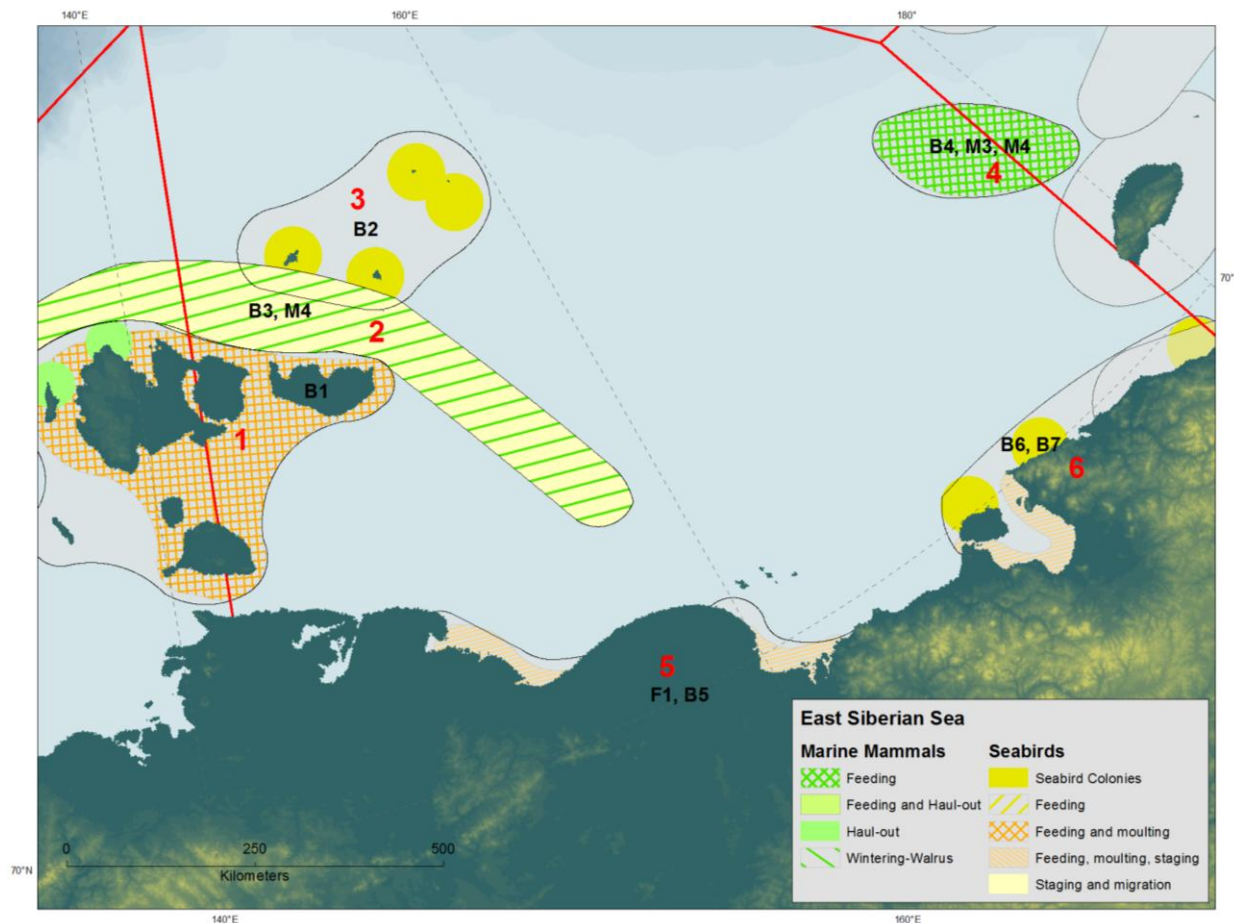 140°E
160°E
180°
B4, M3, M4
4
3
B2
70°
B3, M4
2
B1
1
B6, B7
6
5
F1, B5
East Siberian Sea
Marine Mammals
Feeding
Feeding and Haul-out
Haul-out
Wintering-Walrus
Seabirds
Seabird Colonies
Feeding
Feeding and moulting
Feeding, moulting, staging
Staging and migration
0
250
500
Kilometers
70°N
140°E
160°E